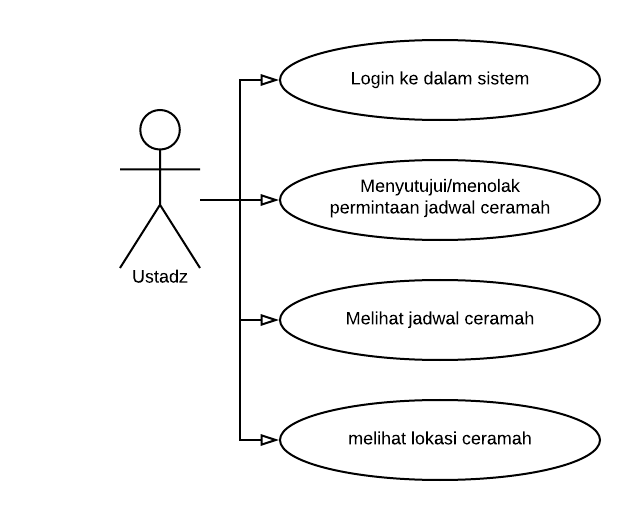 Login ke dalam sistem
Menyutujui/menolak
permintaan jadwal ceramah
Ustadz
Melihat jadwal ceramah
melihat lokasi ceramah